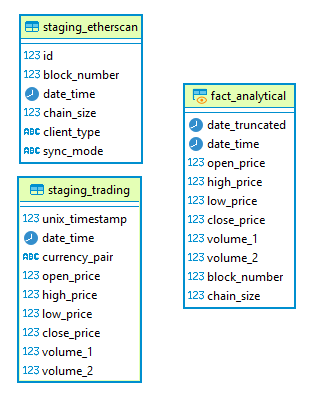 staging_etherscan
123 id
123 block_number
date_time
123 chain_size
ABC client_type
ABC sync_mode
staging_trading
123 unix_timestamp
date_time
ABC currency_pair
123 open_price
123 high_price
123 low_price
123 close_price
123 volume_1
123 volume_2
fact_analytical
date_truncated
date_time
123 open_price
123 high_price
123 low_price
123 close_price
123 volume_1
123 volume_2
123 block_number
123 chain_size